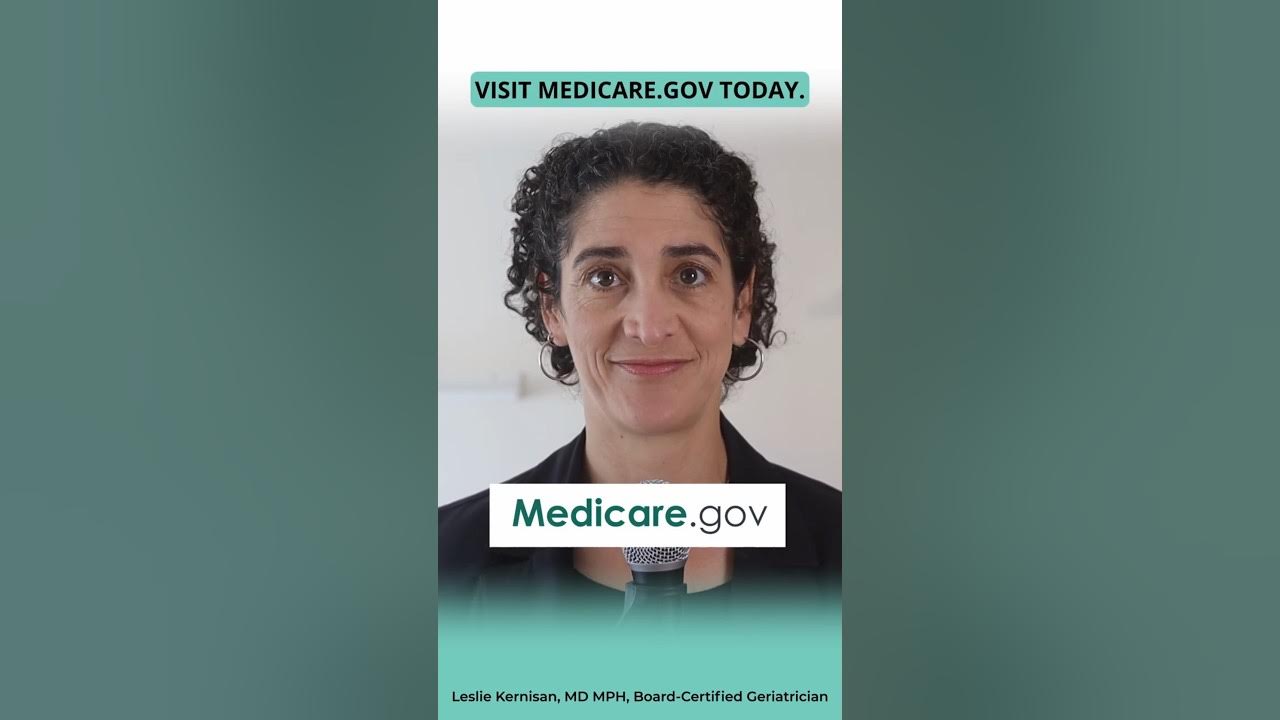 VISIT MEDICARE.GOV TODAY.
Medicare.gov
Leslie Kernisan, MD MPH, Board-Certified Geriatrician